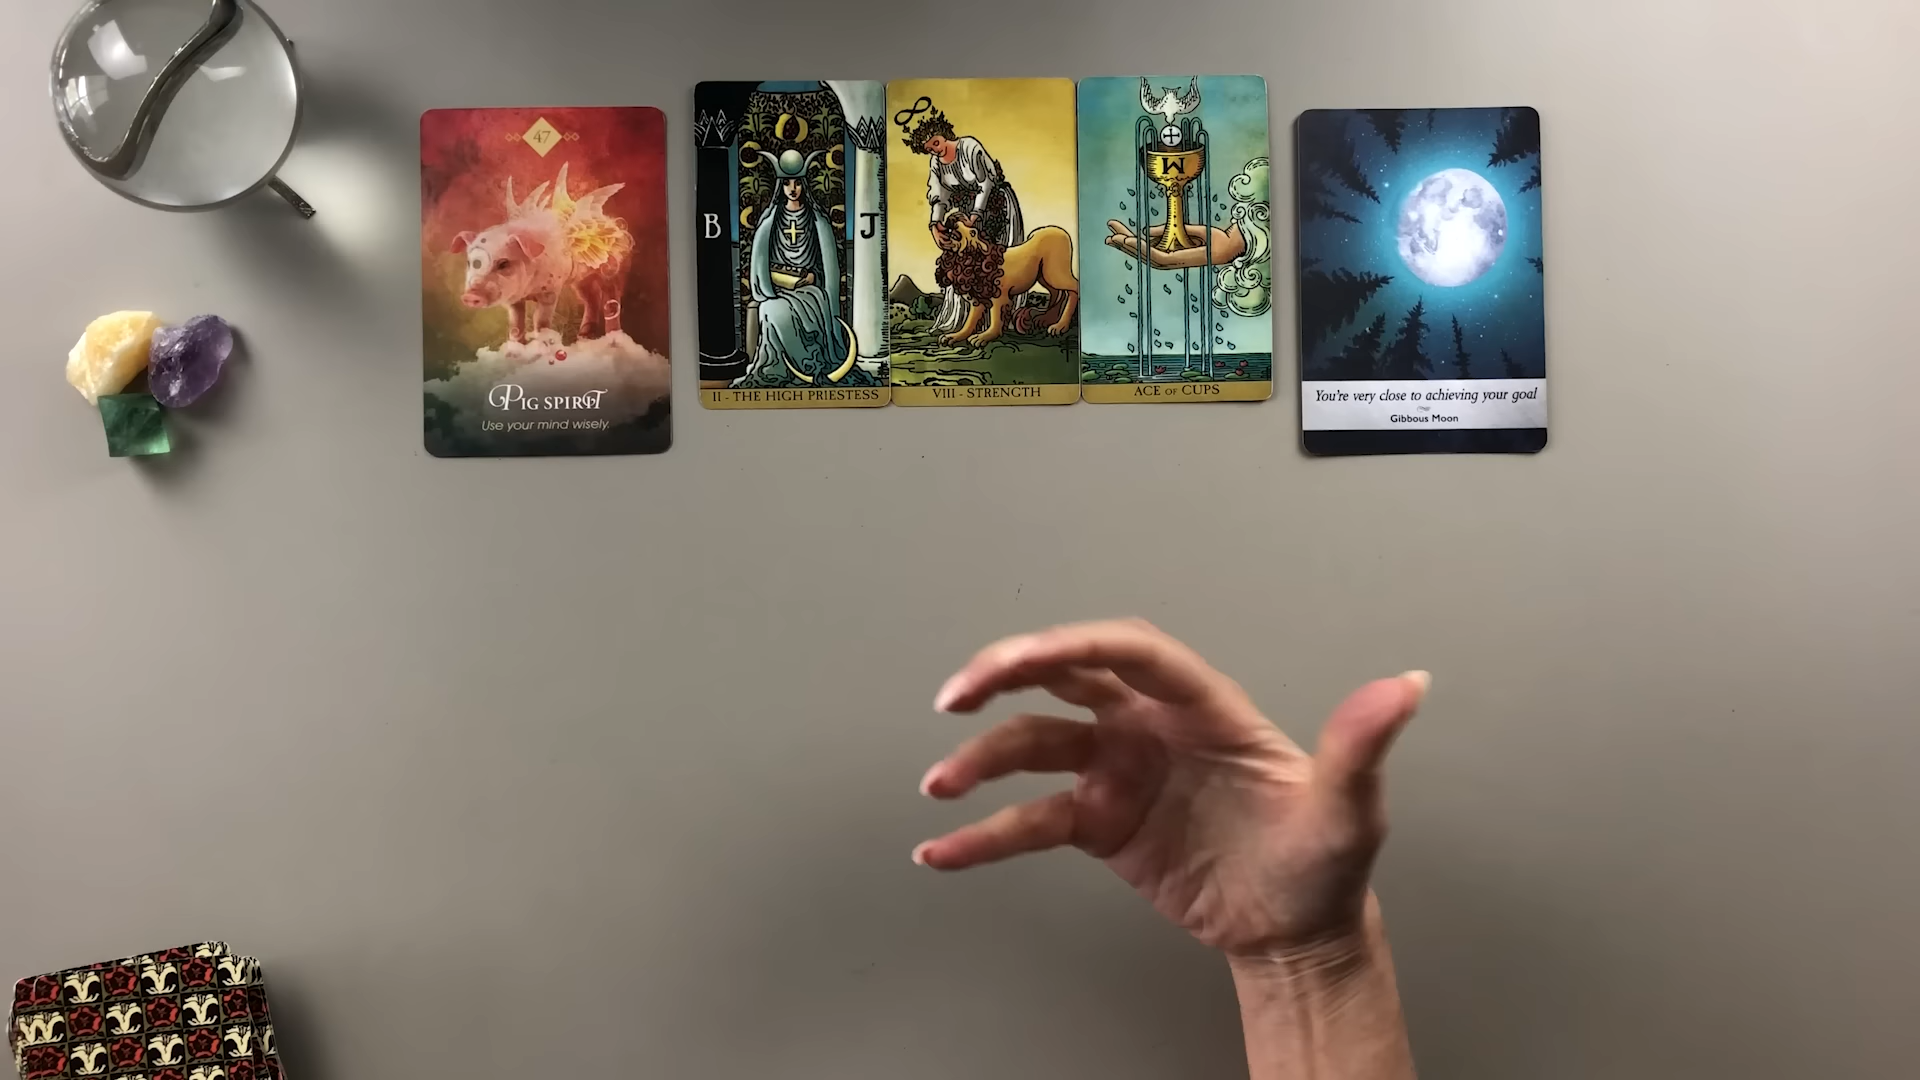 47
PIG SPIRIT
Use your mind wisely.
B
J
II - THE HIGH PRIESTESS
VIII - STRENGTH
W
ACE OF CUPS
You're very close to achieving your goal
Gibbous Moon